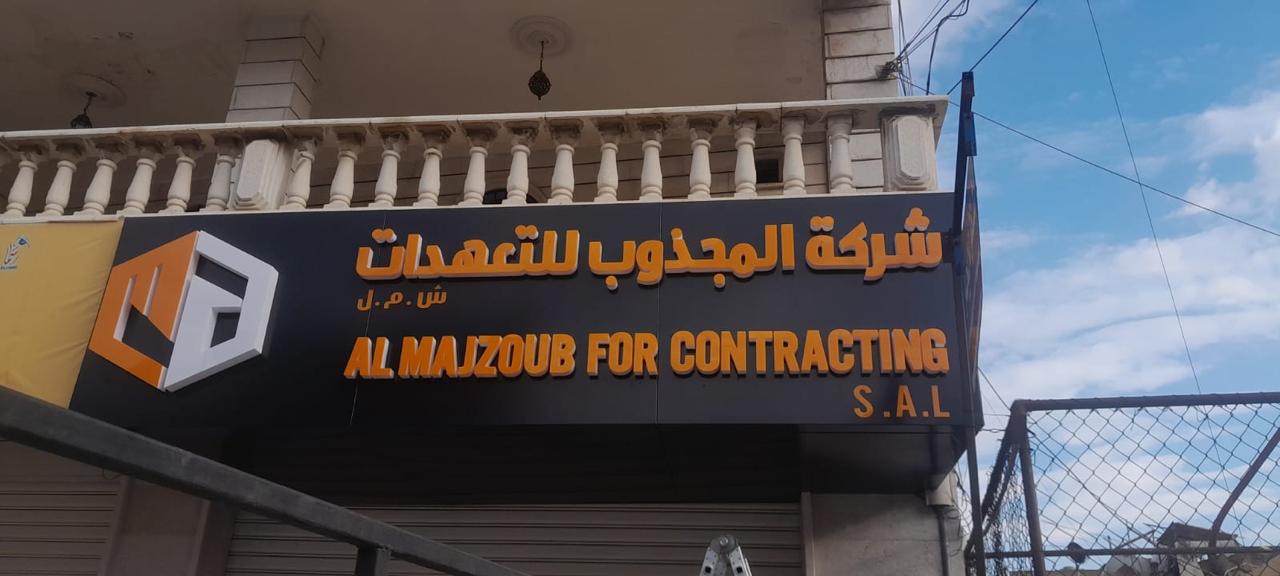 شركة المجذوب للتعهدات
ش.م.ل
AL MAJZOUB FOR CONTRACTING
S.A.L